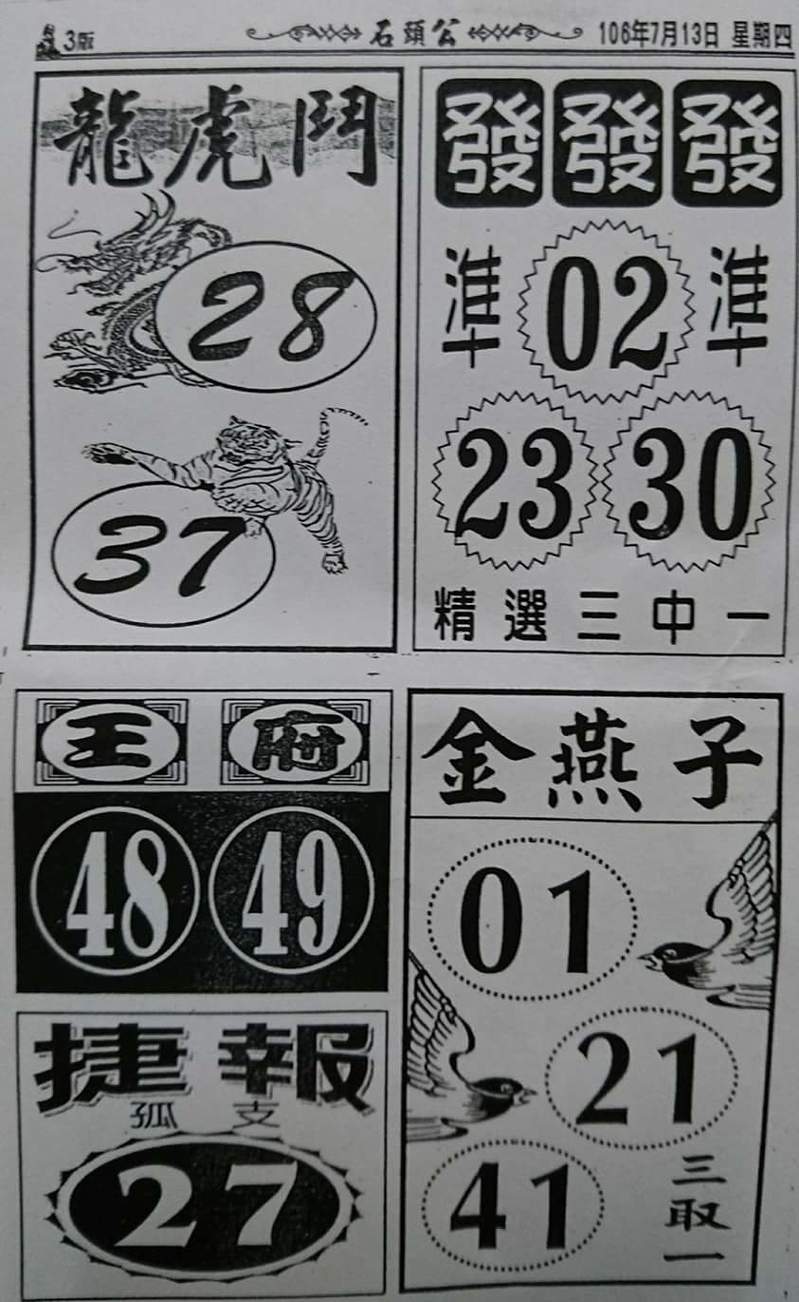 3版
石頭公
106年7月13日 星期四
龍虎鬥
28
37
發發發
準 02 準
23 30
精選三中一
王府
48 49
捷報
孤支
27
金燕子
01
21
41
三取一